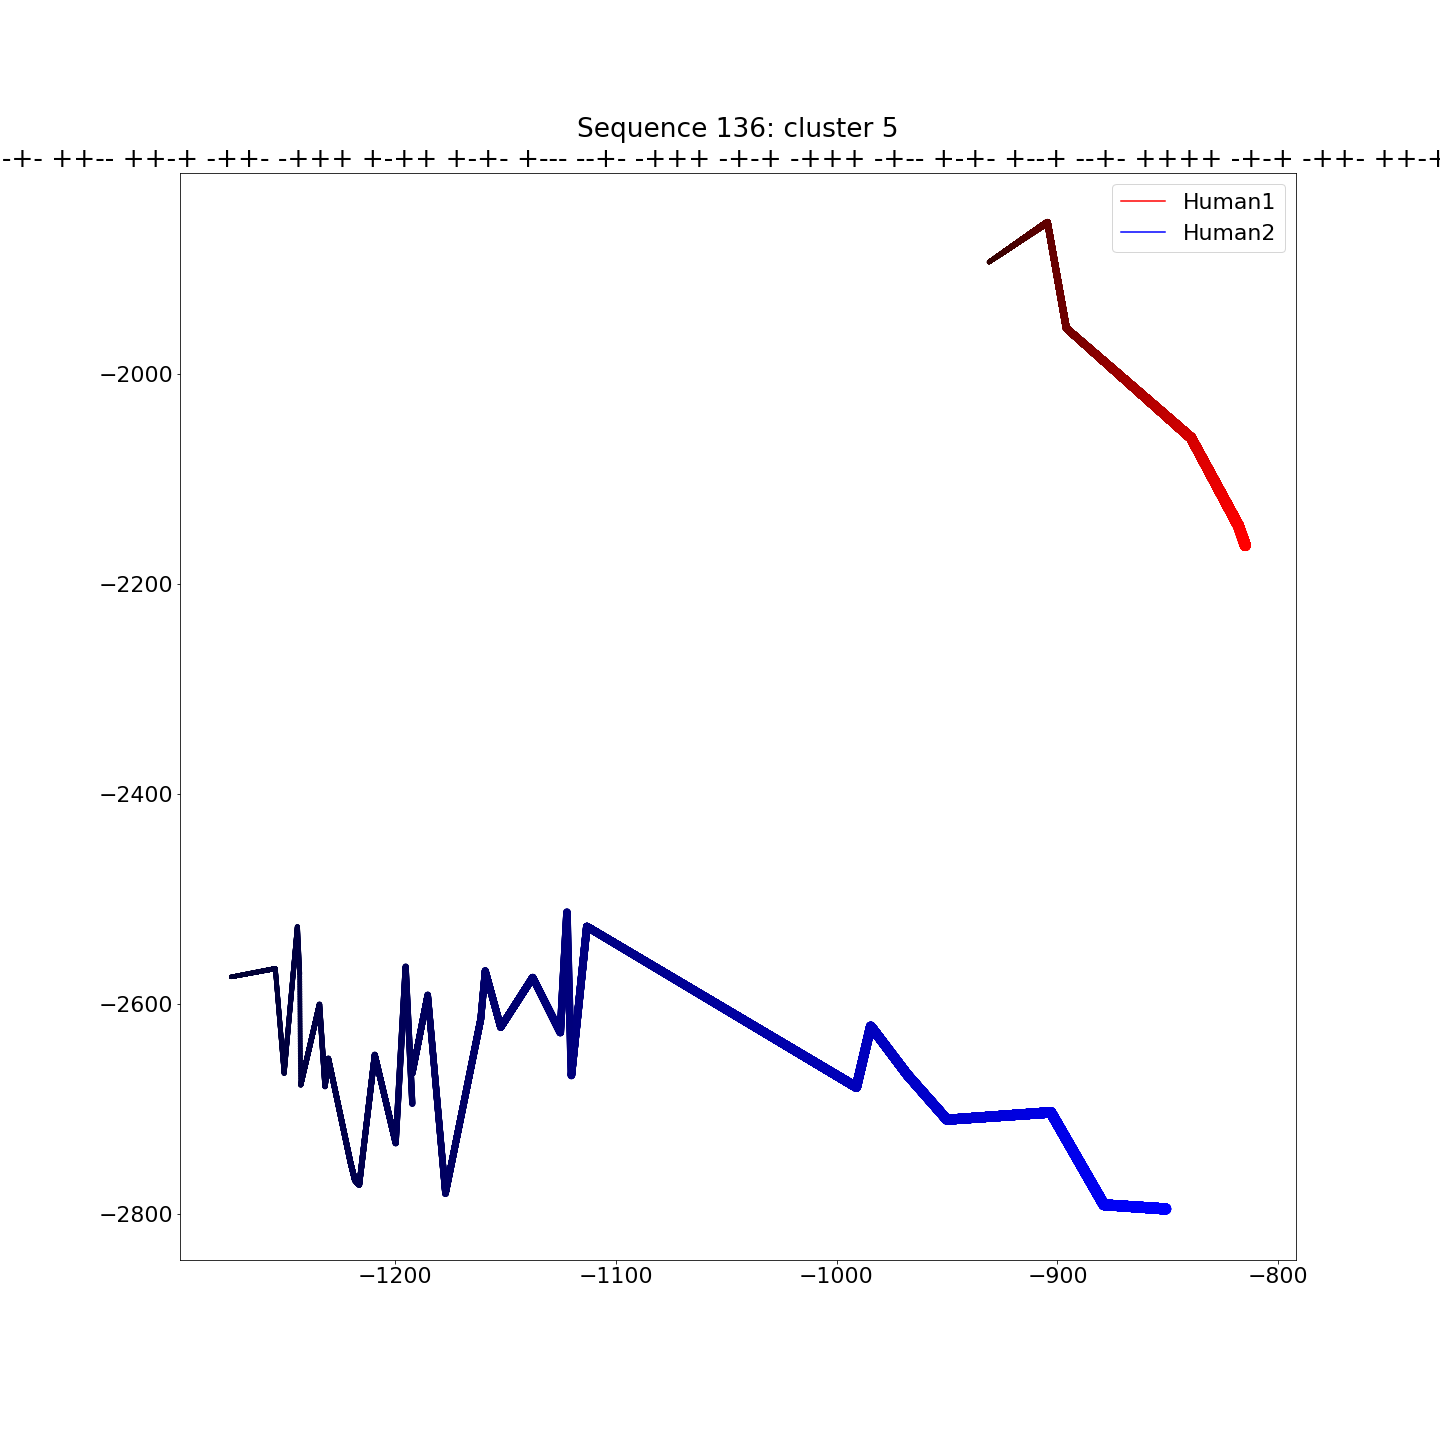 Sequence 136: cluster 5
-+- ++-- ++-+ -++- -+++ +-++ +-+- +--- --+- -+++ -+-+ -+++ -+-- +-+- +--+ --+- ++++ -+-+ -++- ++-+
Human1
Human2
−2000
−2200
−2400
−2600
−2800
−1200 −1100 −1000 −900 −800